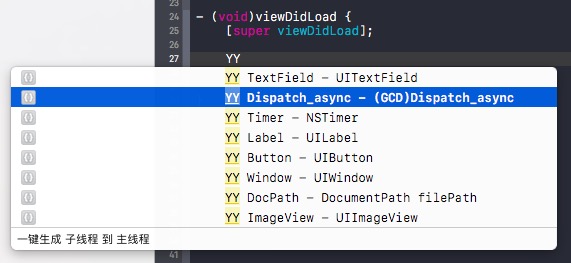 23
24 - (void)viewDidLoad {
25 [super viewDidLoad];
26
27 YY
{} YY TextField – UITextField
{} YY Dispatch_async – (GCD)Dispatch_async
{} YY Timer – NSTimer
{} YY Label – UILabel
{} YY Button – UIButton
{} YY Window – UIWindow
{} YY DocPath – DocumentPath filePath
{} YY ImageView – UIImageView
一键生成 子线程 到 主线程
41